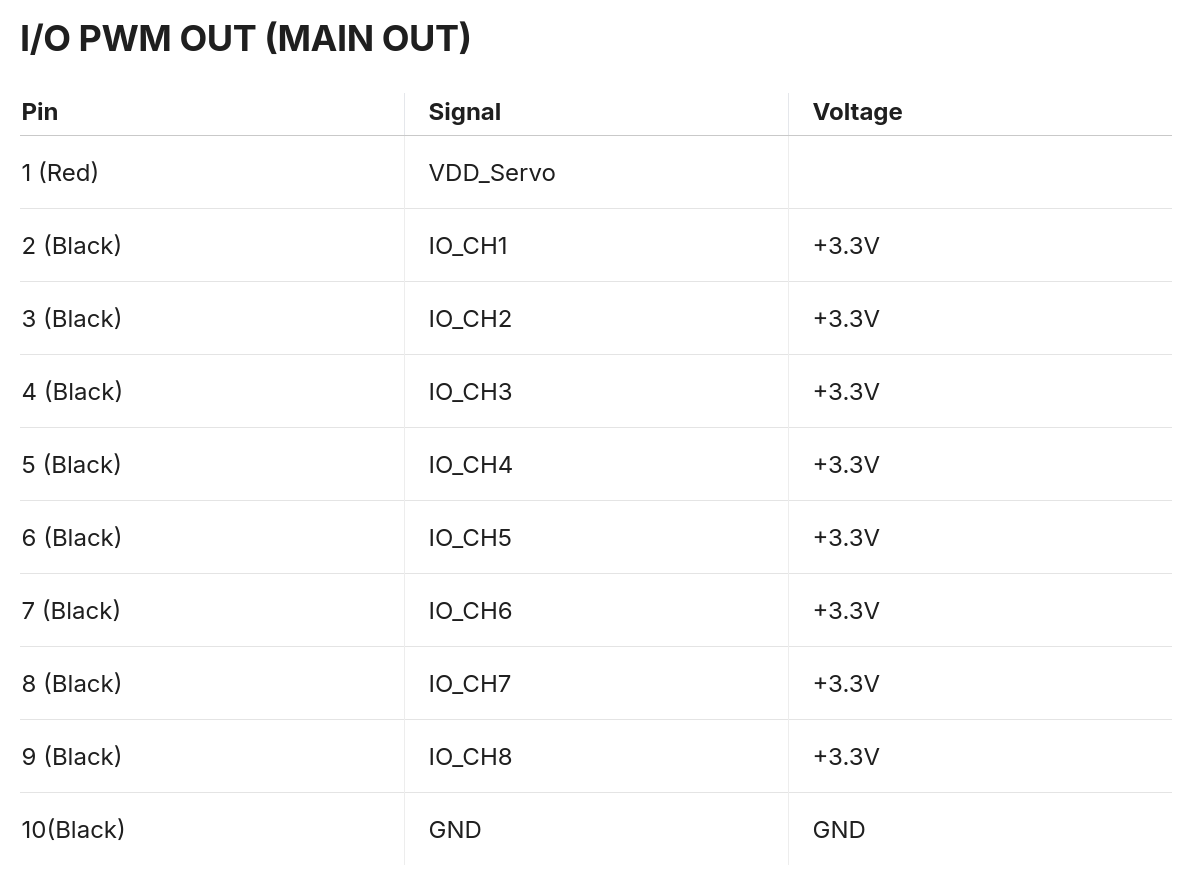 I/O PWM OUT (MAIN OUT)
Pin Signal Voltage
1 (Red) VDD_Servo
2 (Black) IO_CH1 +3.3V
3 (Black) IO_CH2 +3.3V
4 (Black) IO_CH3 +3.3V
5 (Black) IO_CH4 +3.3V
6 (Black) IO_CH5 +3.3V
7 (Black) IO_CH6 +3.3V
8 (Black) IO_CH7 +3.3V
9 (Black) IO_CH8 +3.3V
10(Black) GND GND